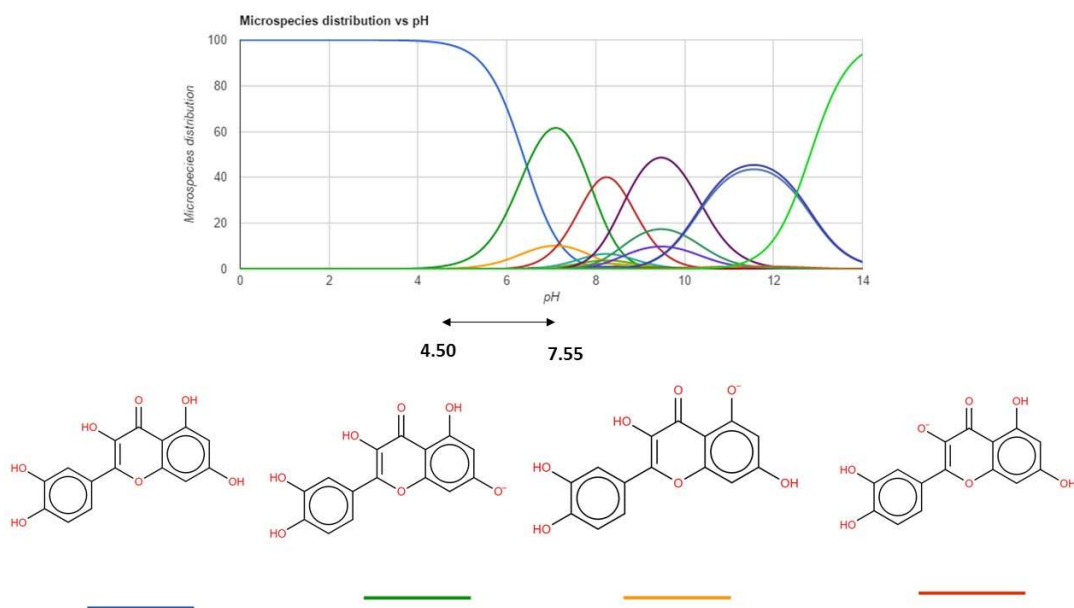 Microspecies distribution vs pH
100
80
60
40
20
0
Microspecies distribution
0 2 4 6 8 10 12 14
pH
4.50 7.55
OH O HO HO HO O OH
OH O HO HO HO O O⁻
O⁻ O HO HO HO O OH
OH O O⁻ HO HO O OH